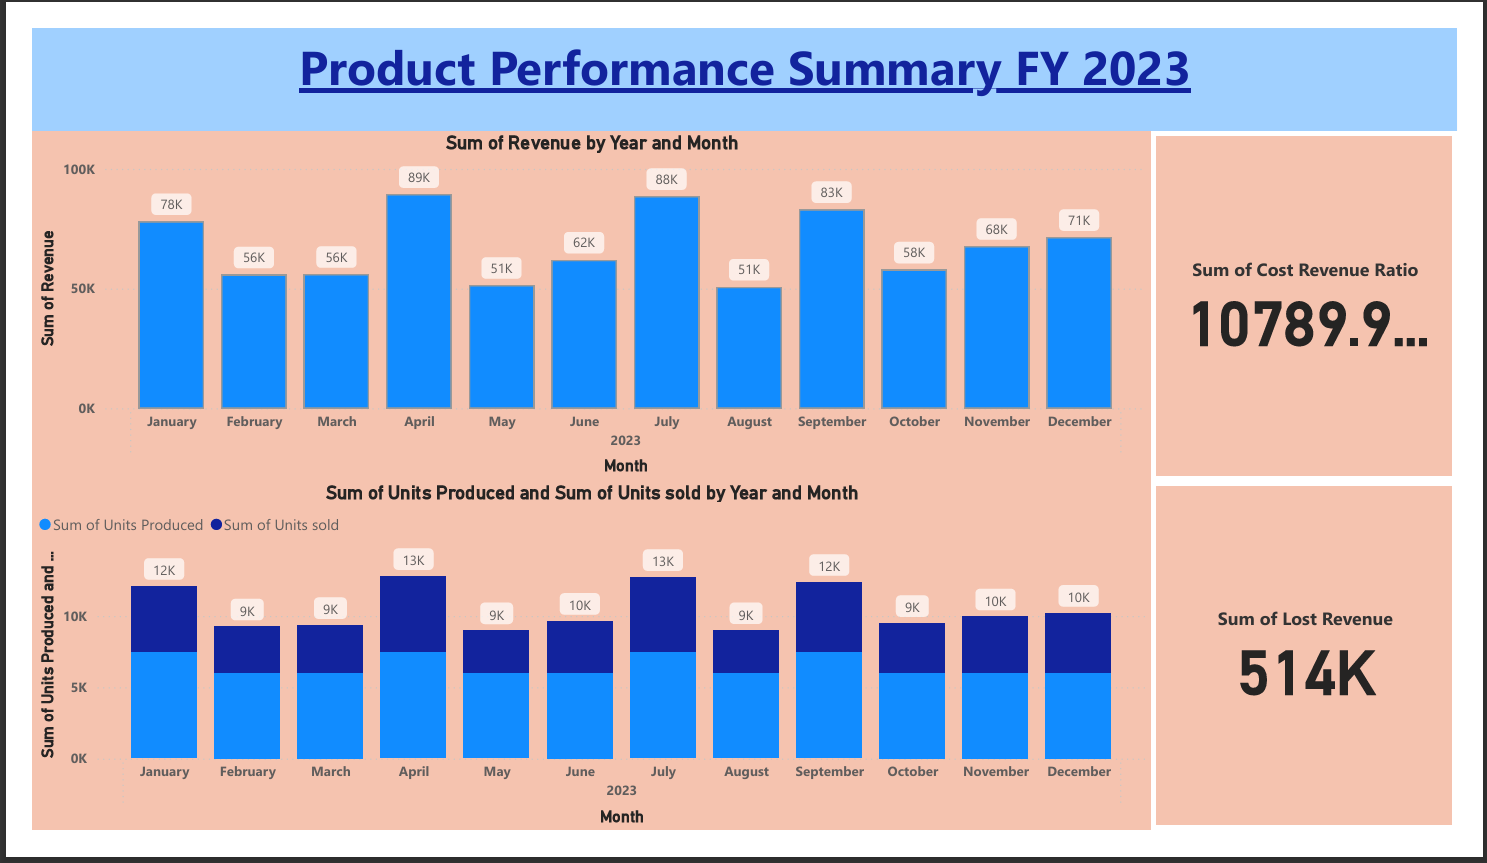 Product Performance Summary FY 2023
Sum of Revenue by Year and Month
Sum of Revenue
100K
50K
0K
78K
56K
56K
89K
51K
62K
88K
51K
83K
58K
68K
71K
January February March April May June July August September October November December
2023
Month
Sum of Units Produced and Sum of Units sold by Year and Month
Sum of Units Produced Sum of Units sold
Sum of Units Produced and ...
10K
5K
0K
12K
9K
9K
13K
9K
10K
13K
9K
12K
9K
10K
10K
January February March April May June July August September October November December
2023
Month
Sum of Cost Revenue Ratio
10789.9...
Sum of Lost Revenue
514K